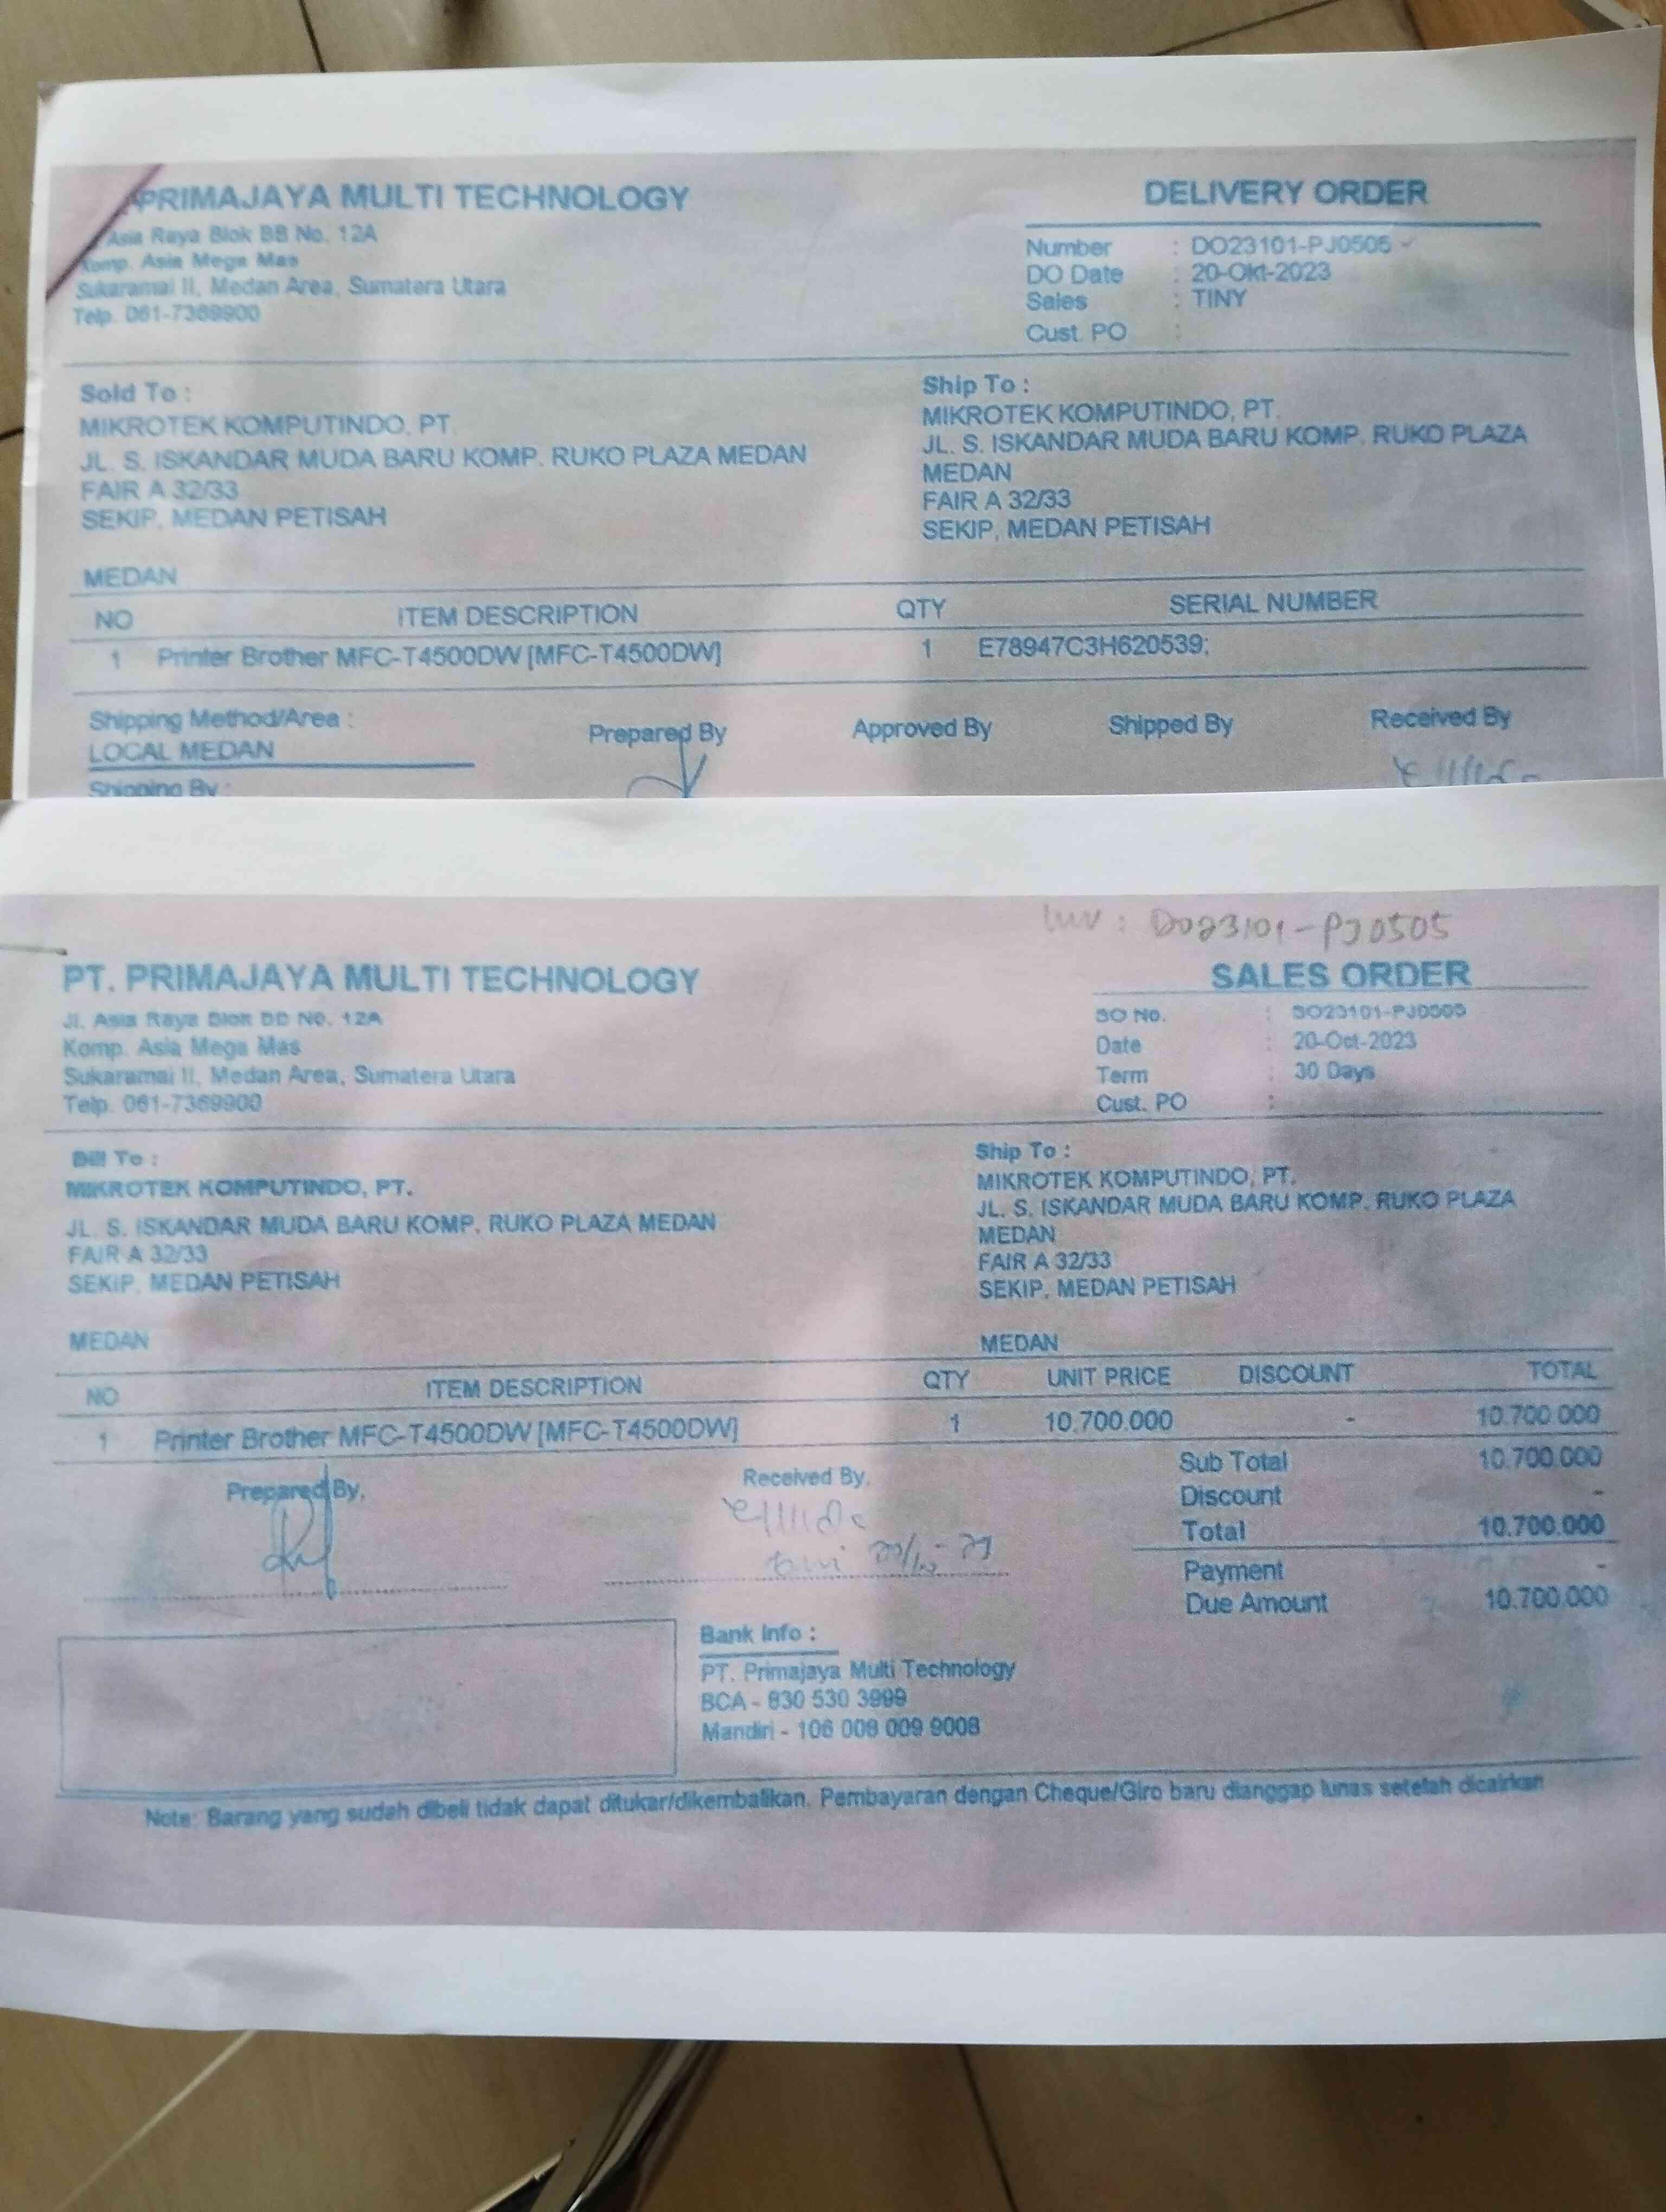 PRIMAJAYA MULTI TECHNOLOGY
Asia Raya Blok BB No. 12A
Komp. Asia Mega Mas
Sukaramai II, Medan Area, Sumatera Utara
Telp. 061-7369900
DELIVERY ORDER
Number : DO23101-PJ0505
DO Date : 20-Okt-2023
Sales : TINY
Cust. PO :
Sold To :
MIKROTEK KOMPUTINDO, PT.
JL. S. ISKANDAR MUDA BARU KOMP. RUKO PLAZA MEDAN
FAIR A 32/33
SEKIP, MEDAN PETISAH
MEDAN
Ship To :
MIKROTEK KOMPUTINDO, PT.
JL. S. ISKANDAR MUDA BARU KOMP. RUKO PLAZA
MEDAN
FAIR A 32/33
SEKIP, MEDAN PETISAH
NO ITEM DESCRIPTION QTY SERIAL NUMBER
1 Printer Brother MFC-T4500DW [MFC-T4500DW] 1 E78947C3H620539;
Shipping Method/Area :
LOCAL MEDAN
Shipping By :
Prepared By Approved By Shipped By Received By
Inv : DO23101-PJ0505
PT. PRIMAJAYA MULTI TECHNOLOGY
Jl. Asia Raya Blok BB No. 12A
Komp. Asia Mega Mas
Sukaramai II, Medan Area, Sumatera Utara
Telp. 061-7369900
SALES ORDER
SO No. : SO23101-PJ0505
Date : 20-Oct-2023
Term : 30 Days
Cust. PO :
Bill To :
MIKROTEK KOMPUTINDO, PT.
JL. S. ISKANDAR MUDA BARU KOMP. RUKO PLAZA MEDAN
FAIR A 32/33
SEKIP, MEDAN PETISAH
MEDAN
Ship To :
MIKROTEK KOMPUTINDO, PT.
JL. S. ISKANDAR MUDA BARU KOMP. RUKO PLAZA
MEDAN
FAIR A 32/33
SEKIP, MEDAN PETISAH
MEDAN
NO ITEM DESCRIPTION QTY UNIT PRICE DISCOUNT TOTAL
1 Printer Brother MFC-T4500DW [MFC-T4500DW] 1 10.700.000 - 10.700.000
Prepared By,
Received By,
Sub Total 10.700.000
Discount -
Total 10.700.000
Payment -
Due Amount 10.700.000
Bank Info :
PT. Primajaya Multi Technology
BCA - 830 530 3999
Mandiri - 106 008 009 9008
Note: Barang yang sudah dibeli tidak dapat ditukar/dikembalikan. Pembayaran dengan Cheque/Giro baru dianggap lunas setelah dicairkan